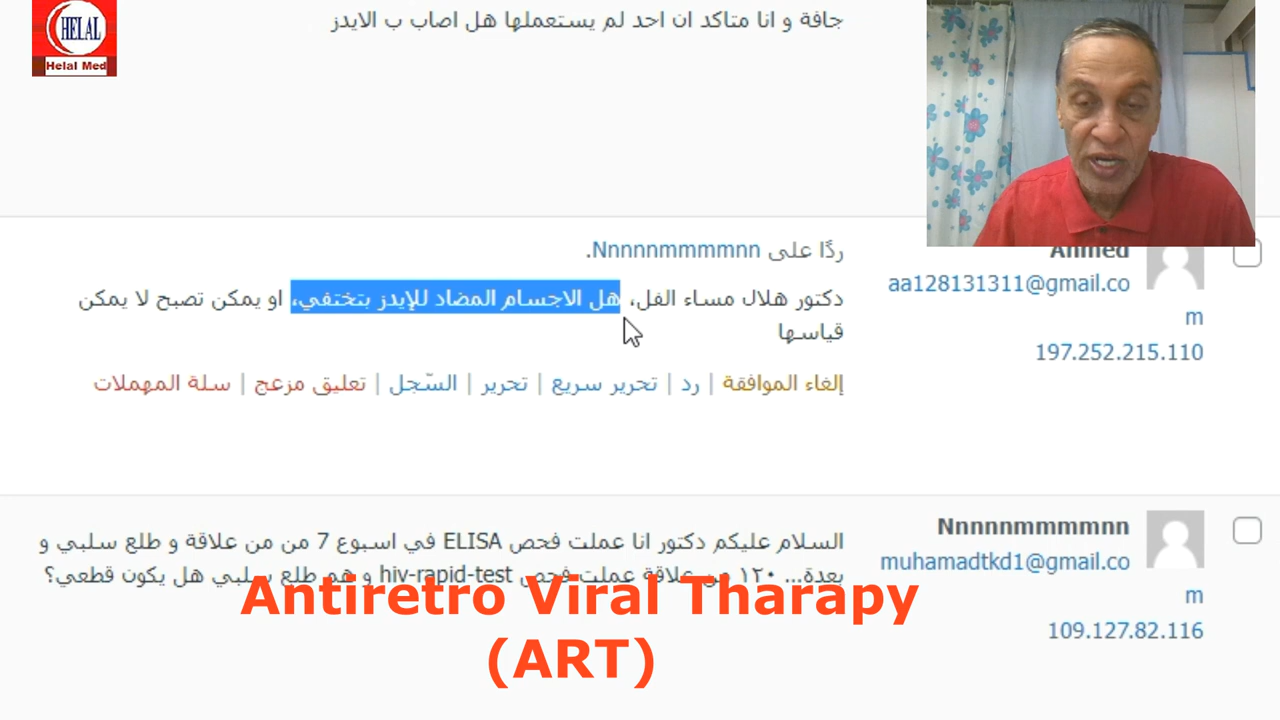 HELAL
Helal Med
جافة و انا متاكد ان احد لم يستعملها هل اصاب ب الايدز
Ahmed
aa128131311@gmail.co
m
197.252.215.110
ردًا على Nnnnnmmmmnn.
دكتور هلال مساء الفل، هل الاجسام المضاد للإيدز بتختفي، او يمكن تصبح لا يمكن
قياسها
إلغاء الموافقة | رد | تحرير سريع | تحرير | السّجل | تعليق مزعج | سلة المهملات
Nnnnnmmmmnn
muhamadtkd1@gmail.co
m
109.127.82.116
السلام عليكم دكتور انا عملت فحص ELISA في اسبوع 7 من من علاقة و طلع سلبي و
بعدة... ١٢٠ من علاقة عملت فحص hiv-rapid-test و هم طلع سلبي هل يكون قطعي؟
Antiretro Viral Tharapy
(ART)